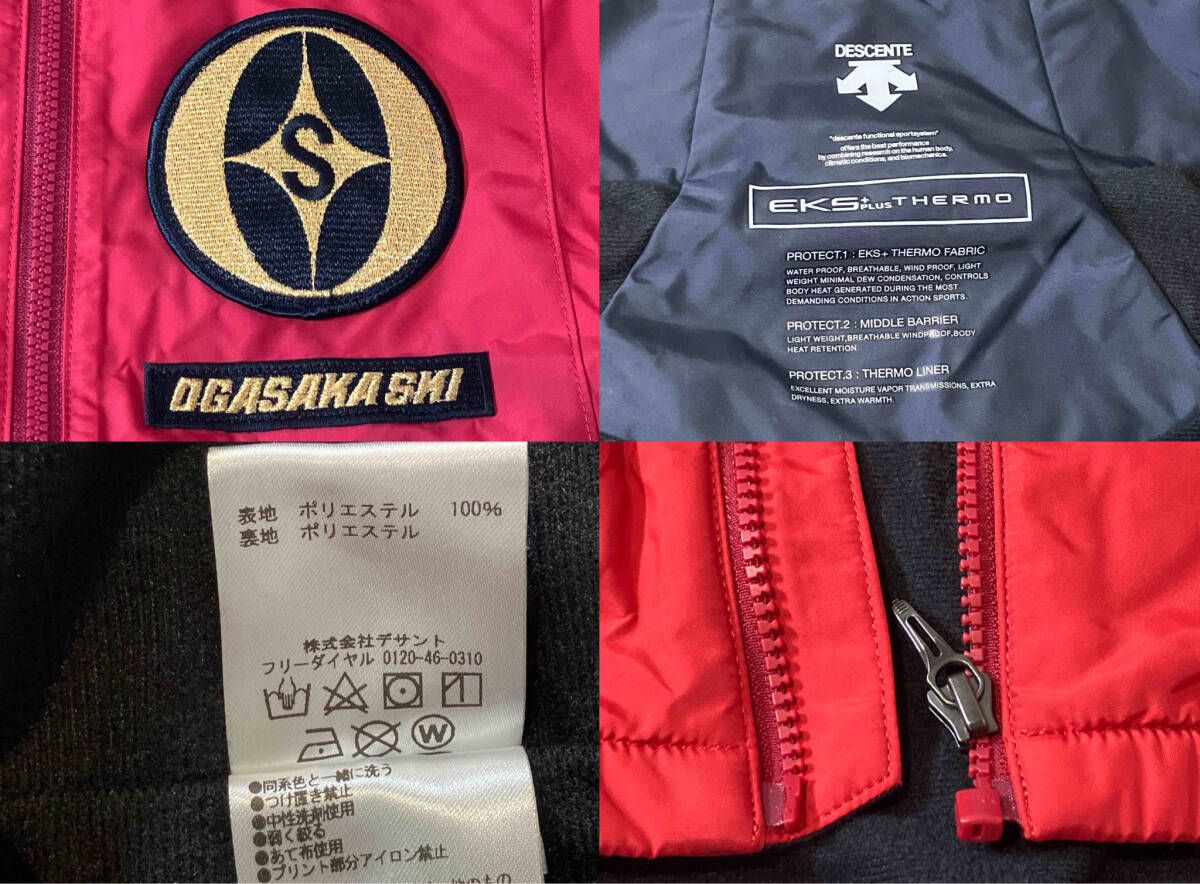 S
OGASAKA SKI
DESCENTE
"descente functional sportsystem"
offers the best performance
by combining research on the human body,
climatic conditions, and biomechanics.
EKS+PLUS THERMO
PROTECT.1 : EKS+ THERMO FABRIC
WATER PROOF, BREATHABLE, WIND PROOF, LIGHT
WEIGHT MINIMAL DEW CONDENSATION, CONTROLS
BODY HEAT GENERATED DURING THE MOST
DEMANDING CONDITIONS IN ACTION SPORTS.
PROTECT.2 : MIDDLE BARRIER
LIGHT WEIGHT,BREATHABLE WINDPROOF,BODY
HEAT RETENTION.
PROTECT.3 : THERMO LINER
EXCELLENT MOISTURE VAPOR TRANSMISSIONS, EXTRA
DRYNESS, EXTRA WARMTH.
表地 ポリエステル 100%
裏地 ポリエステル
株式会社デサント
フリーダイヤル 0120-46-0310
W
●同系色と一緒に洗う
●つけ置き禁止
●中性洗剤使用
●弱く絞る
●あて布使用
●プリント部分アイロン禁止
他のもの